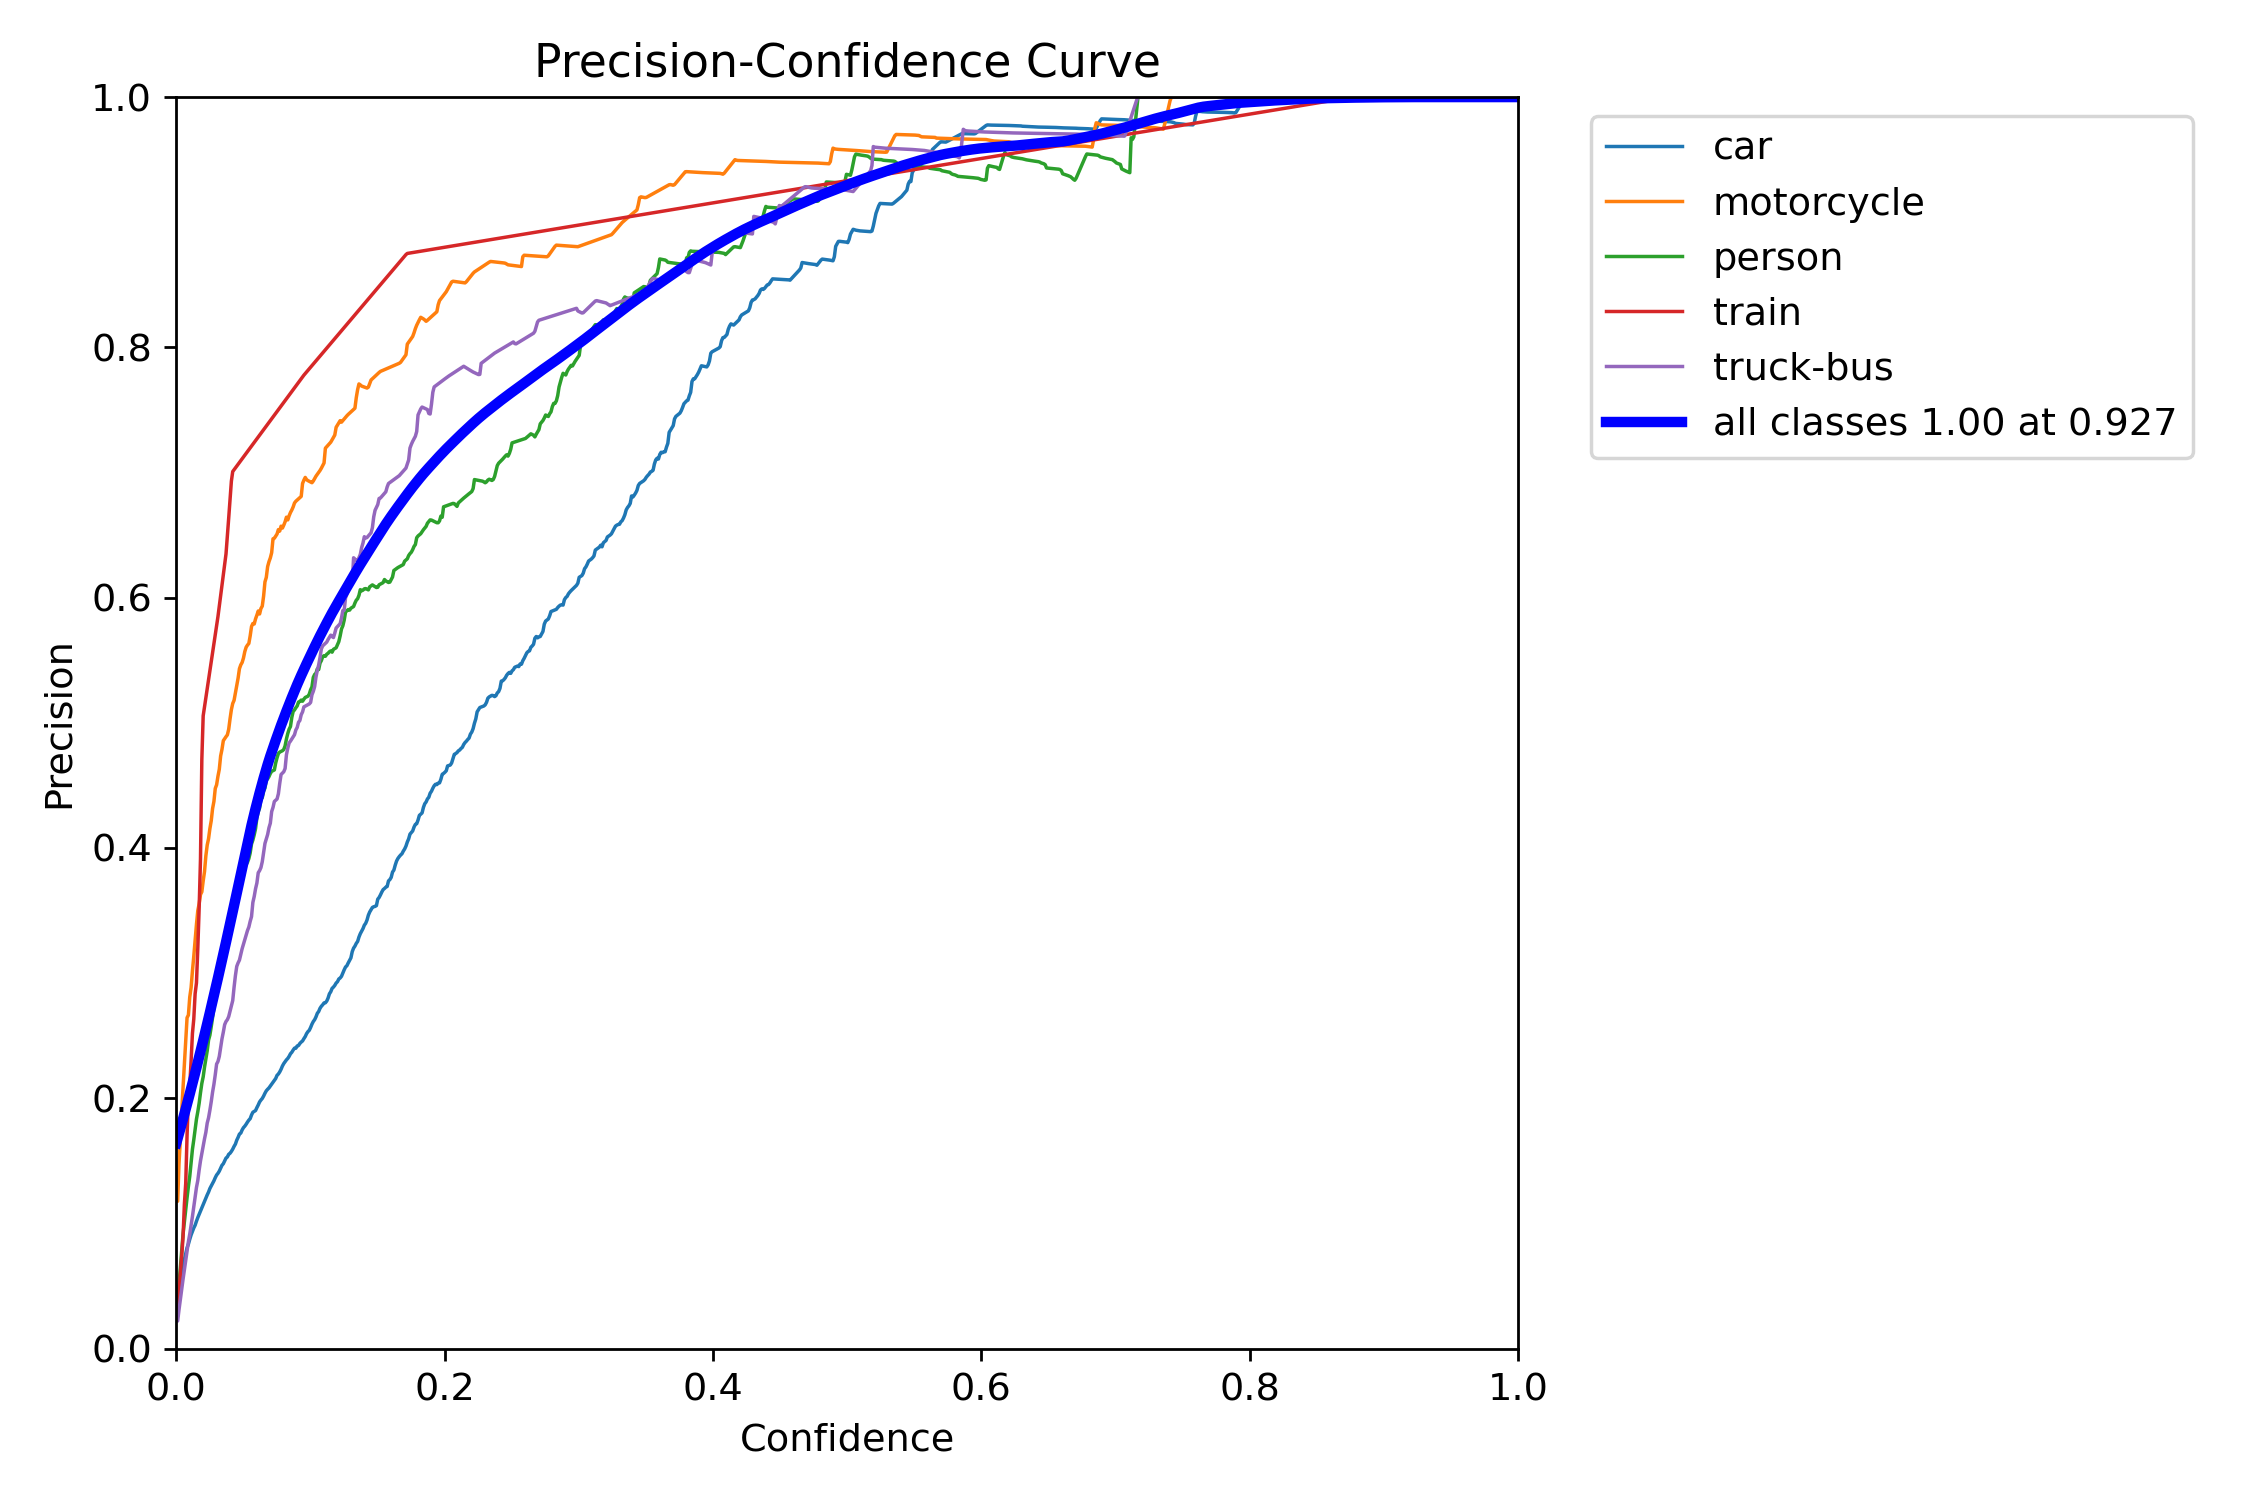 Precision-Confidence Curve
1.0
0.8
0.6
0.4
0.2
0.0
Precision
0.0 0.2 0.4 0.6 0.8 1.0
Confidence
car
motorcycle
person
train
truck-bus
all classes 1.00 at 0.927